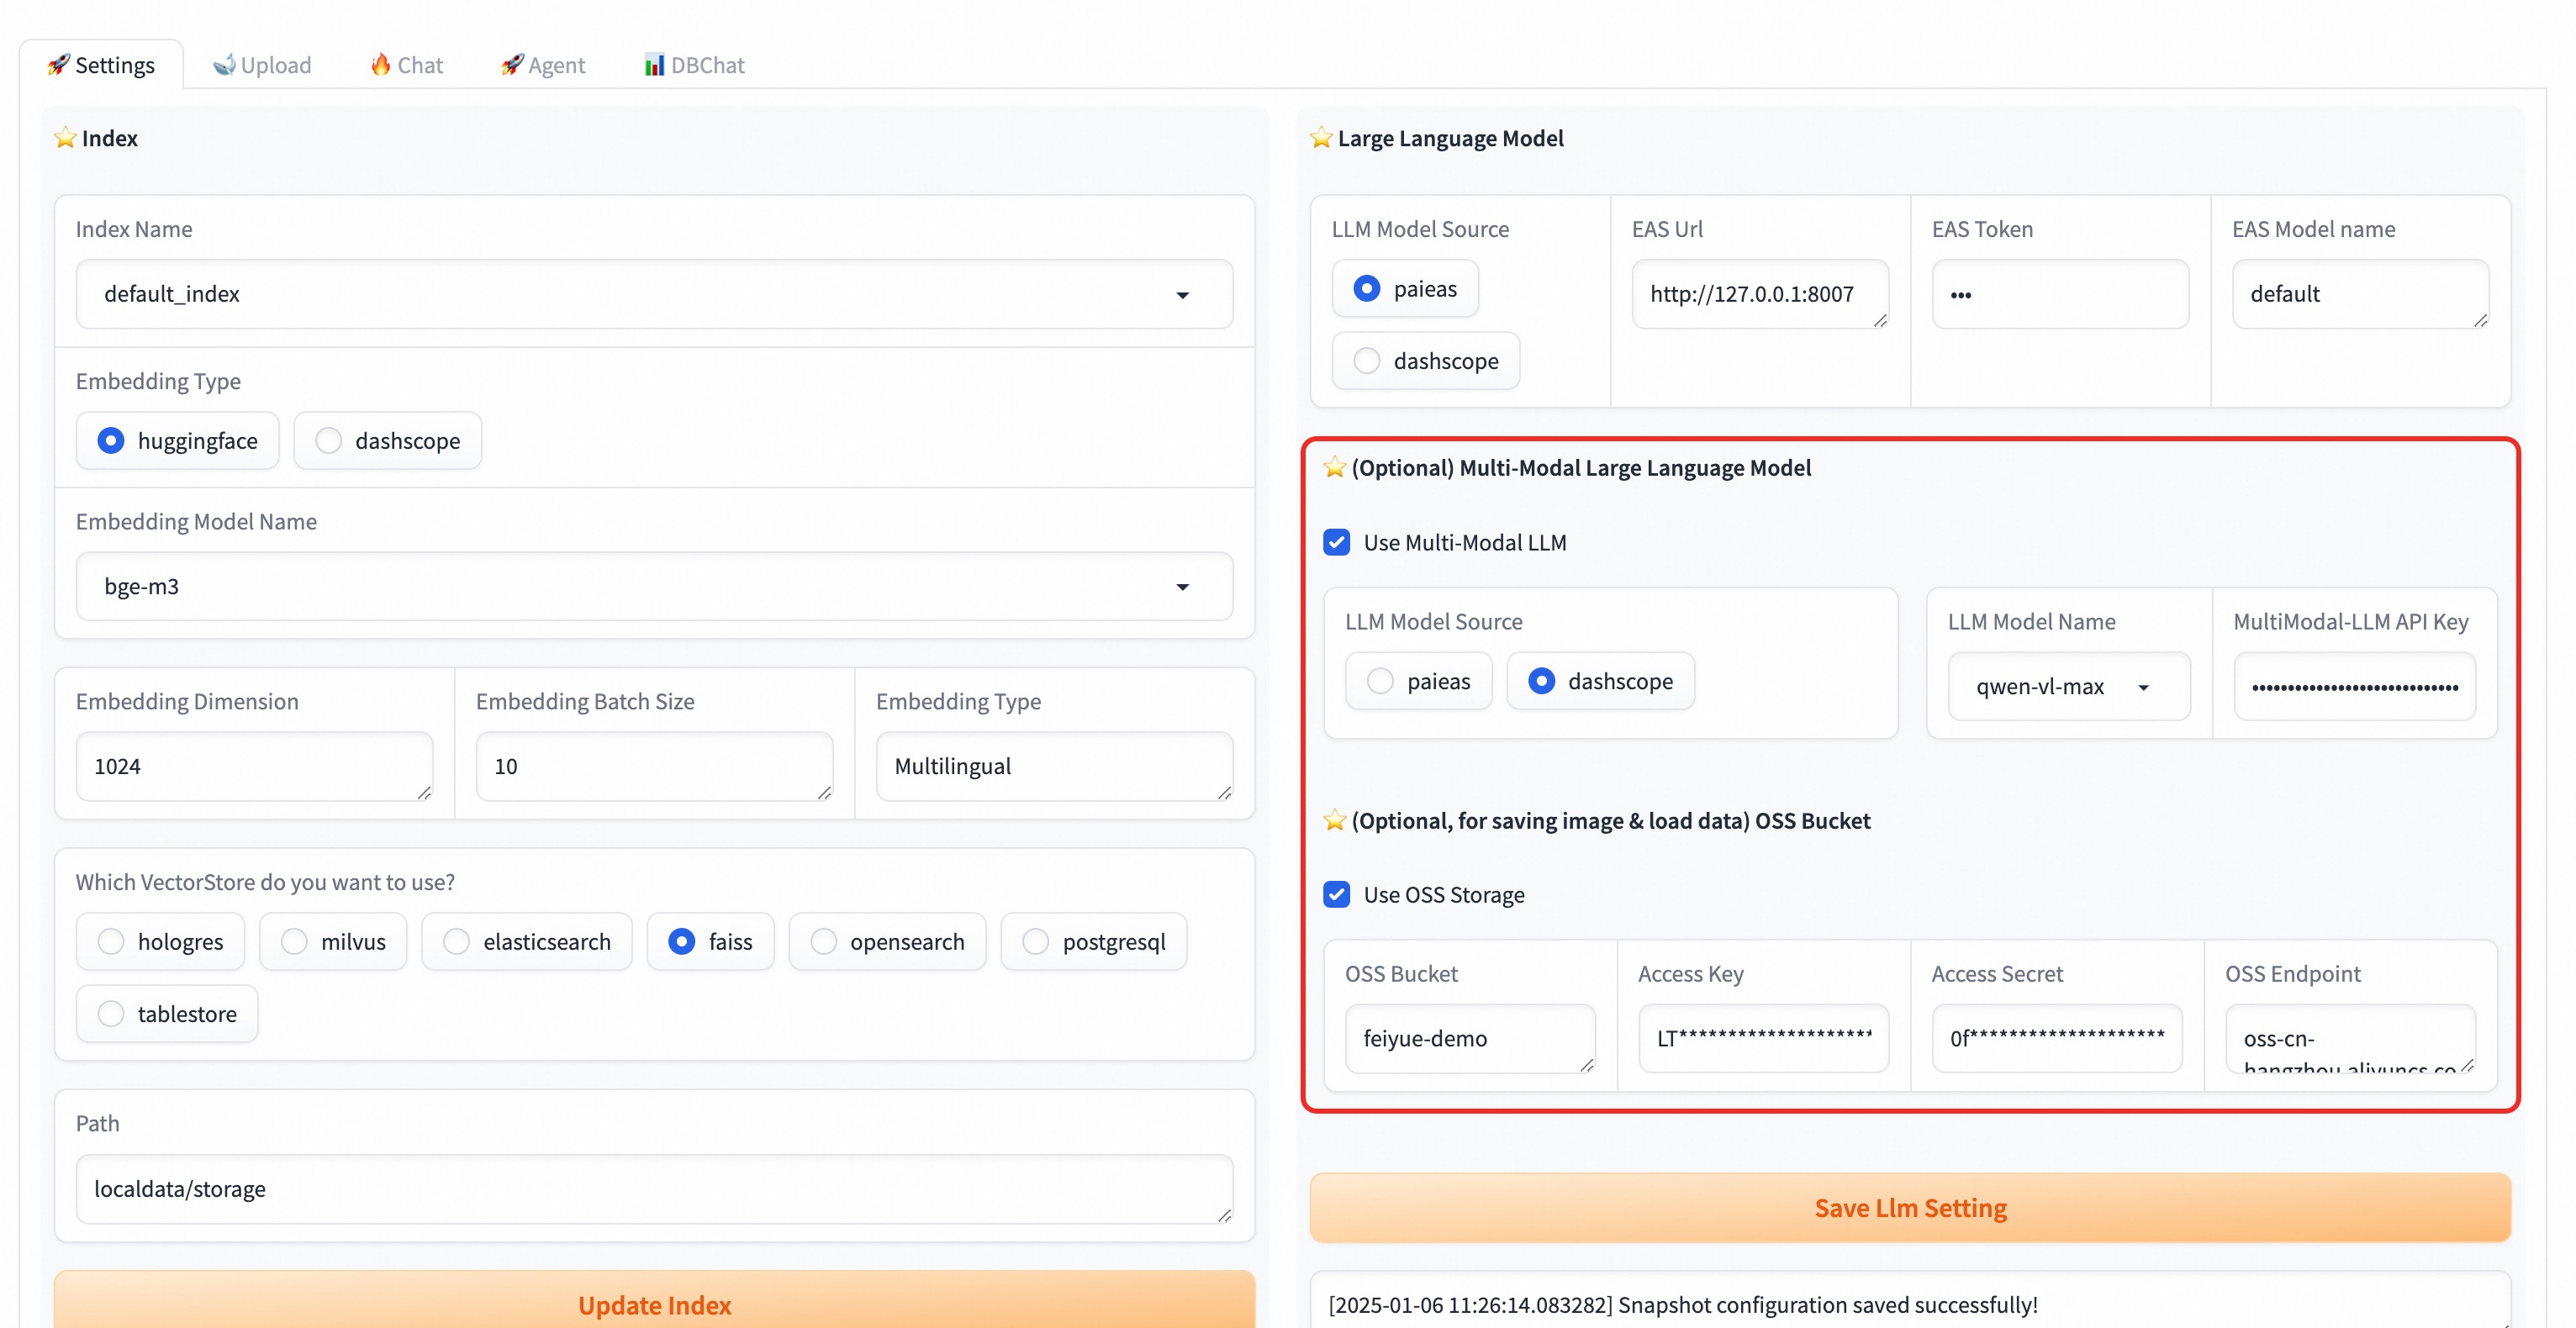 Settings
Upload
Chat
Agent
DBChat
Index
Index Name
default_index
Embedding Type
huggingface
dashscope
Embedding Model Name
bge-m3
Embedding Dimension
1024
Embedding Batch Size
10
Embedding Type
Multilingual
Which VectorStore do you want to use?
hologres
milvus
elasticsearch
faiss
opensearch
postgresql
tablestore
Path
localdata/storage
Update Index
Large Language Model
LLM Model Source
paieas
dashscope
EAS Url
http://127.0.0.1:8007
EAS Token
•••
EAS Model name
default
(Optional) Multi-Modal Large Language Model
Use Multi-Modal LLM
LLM Model Source
paieas
dashscope
LLM Model Name
qwen-vl-max
MultiModal-LLM API Key
•••••••••••••••••••••••••••••
(Optional, for saving image & load data) OSS Bucket
Use OSS Storage
OSS Bucket
feiyue-demo
Access Key
LT********************
Access Secret
0f********************
OSS Endpoint
oss-cn-
hangzhou.aliyuncs.co
Save Llm Setting
[2025-01-06 11:26:14.083282] Snapshot configuration saved successfully!